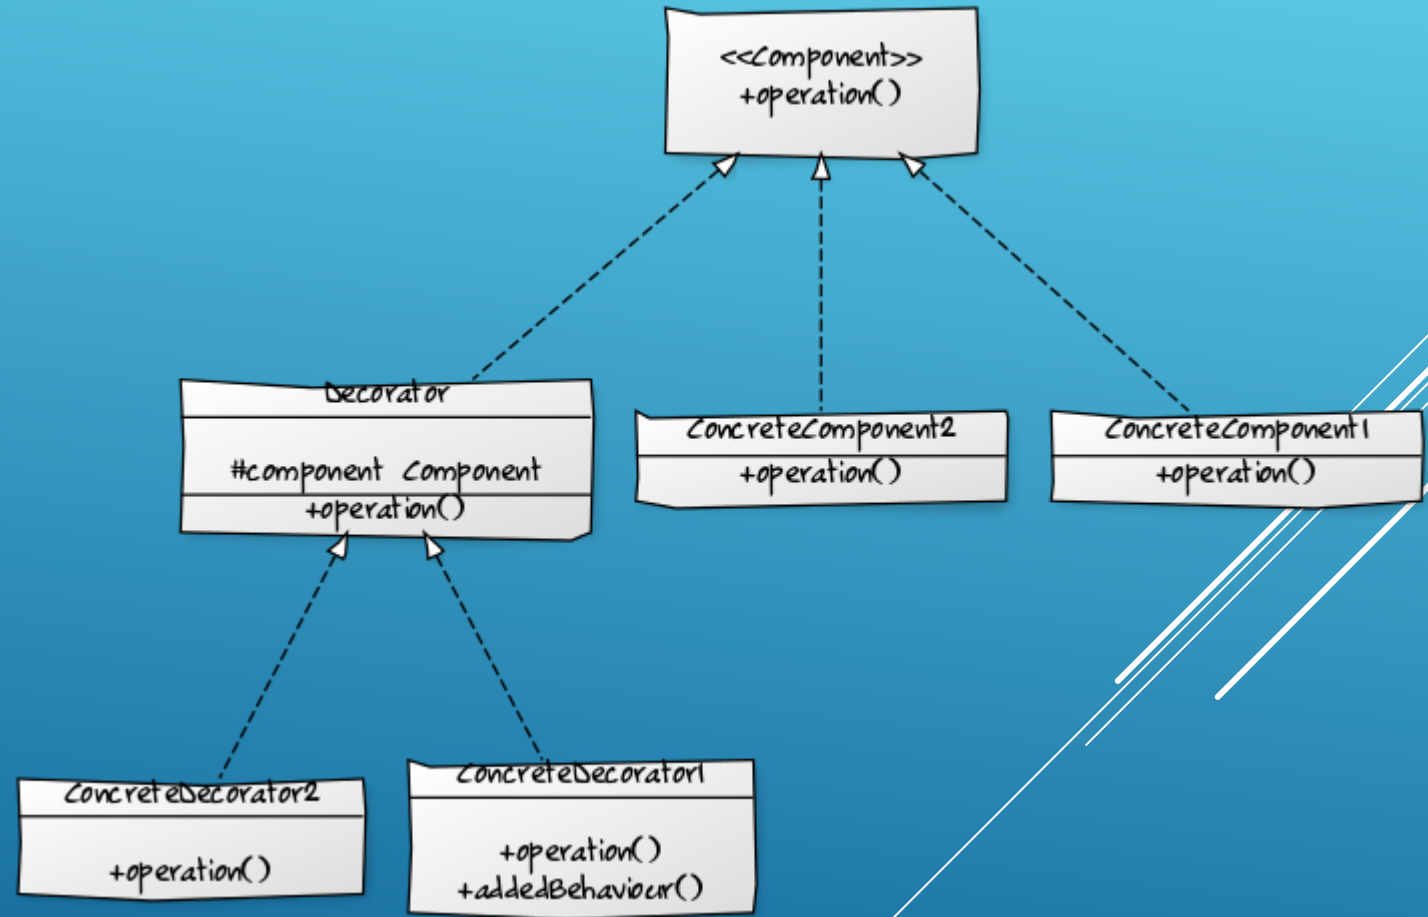 <<Component>>
+operation()
Decorator
#component Component
+operation()
ConcreteComponent2
+operation()
ConcreteComponent1
+operation()
ConcreteDecorator2
+operation()
ConcreteDecorator1
+operation()
+addedBehaviour()